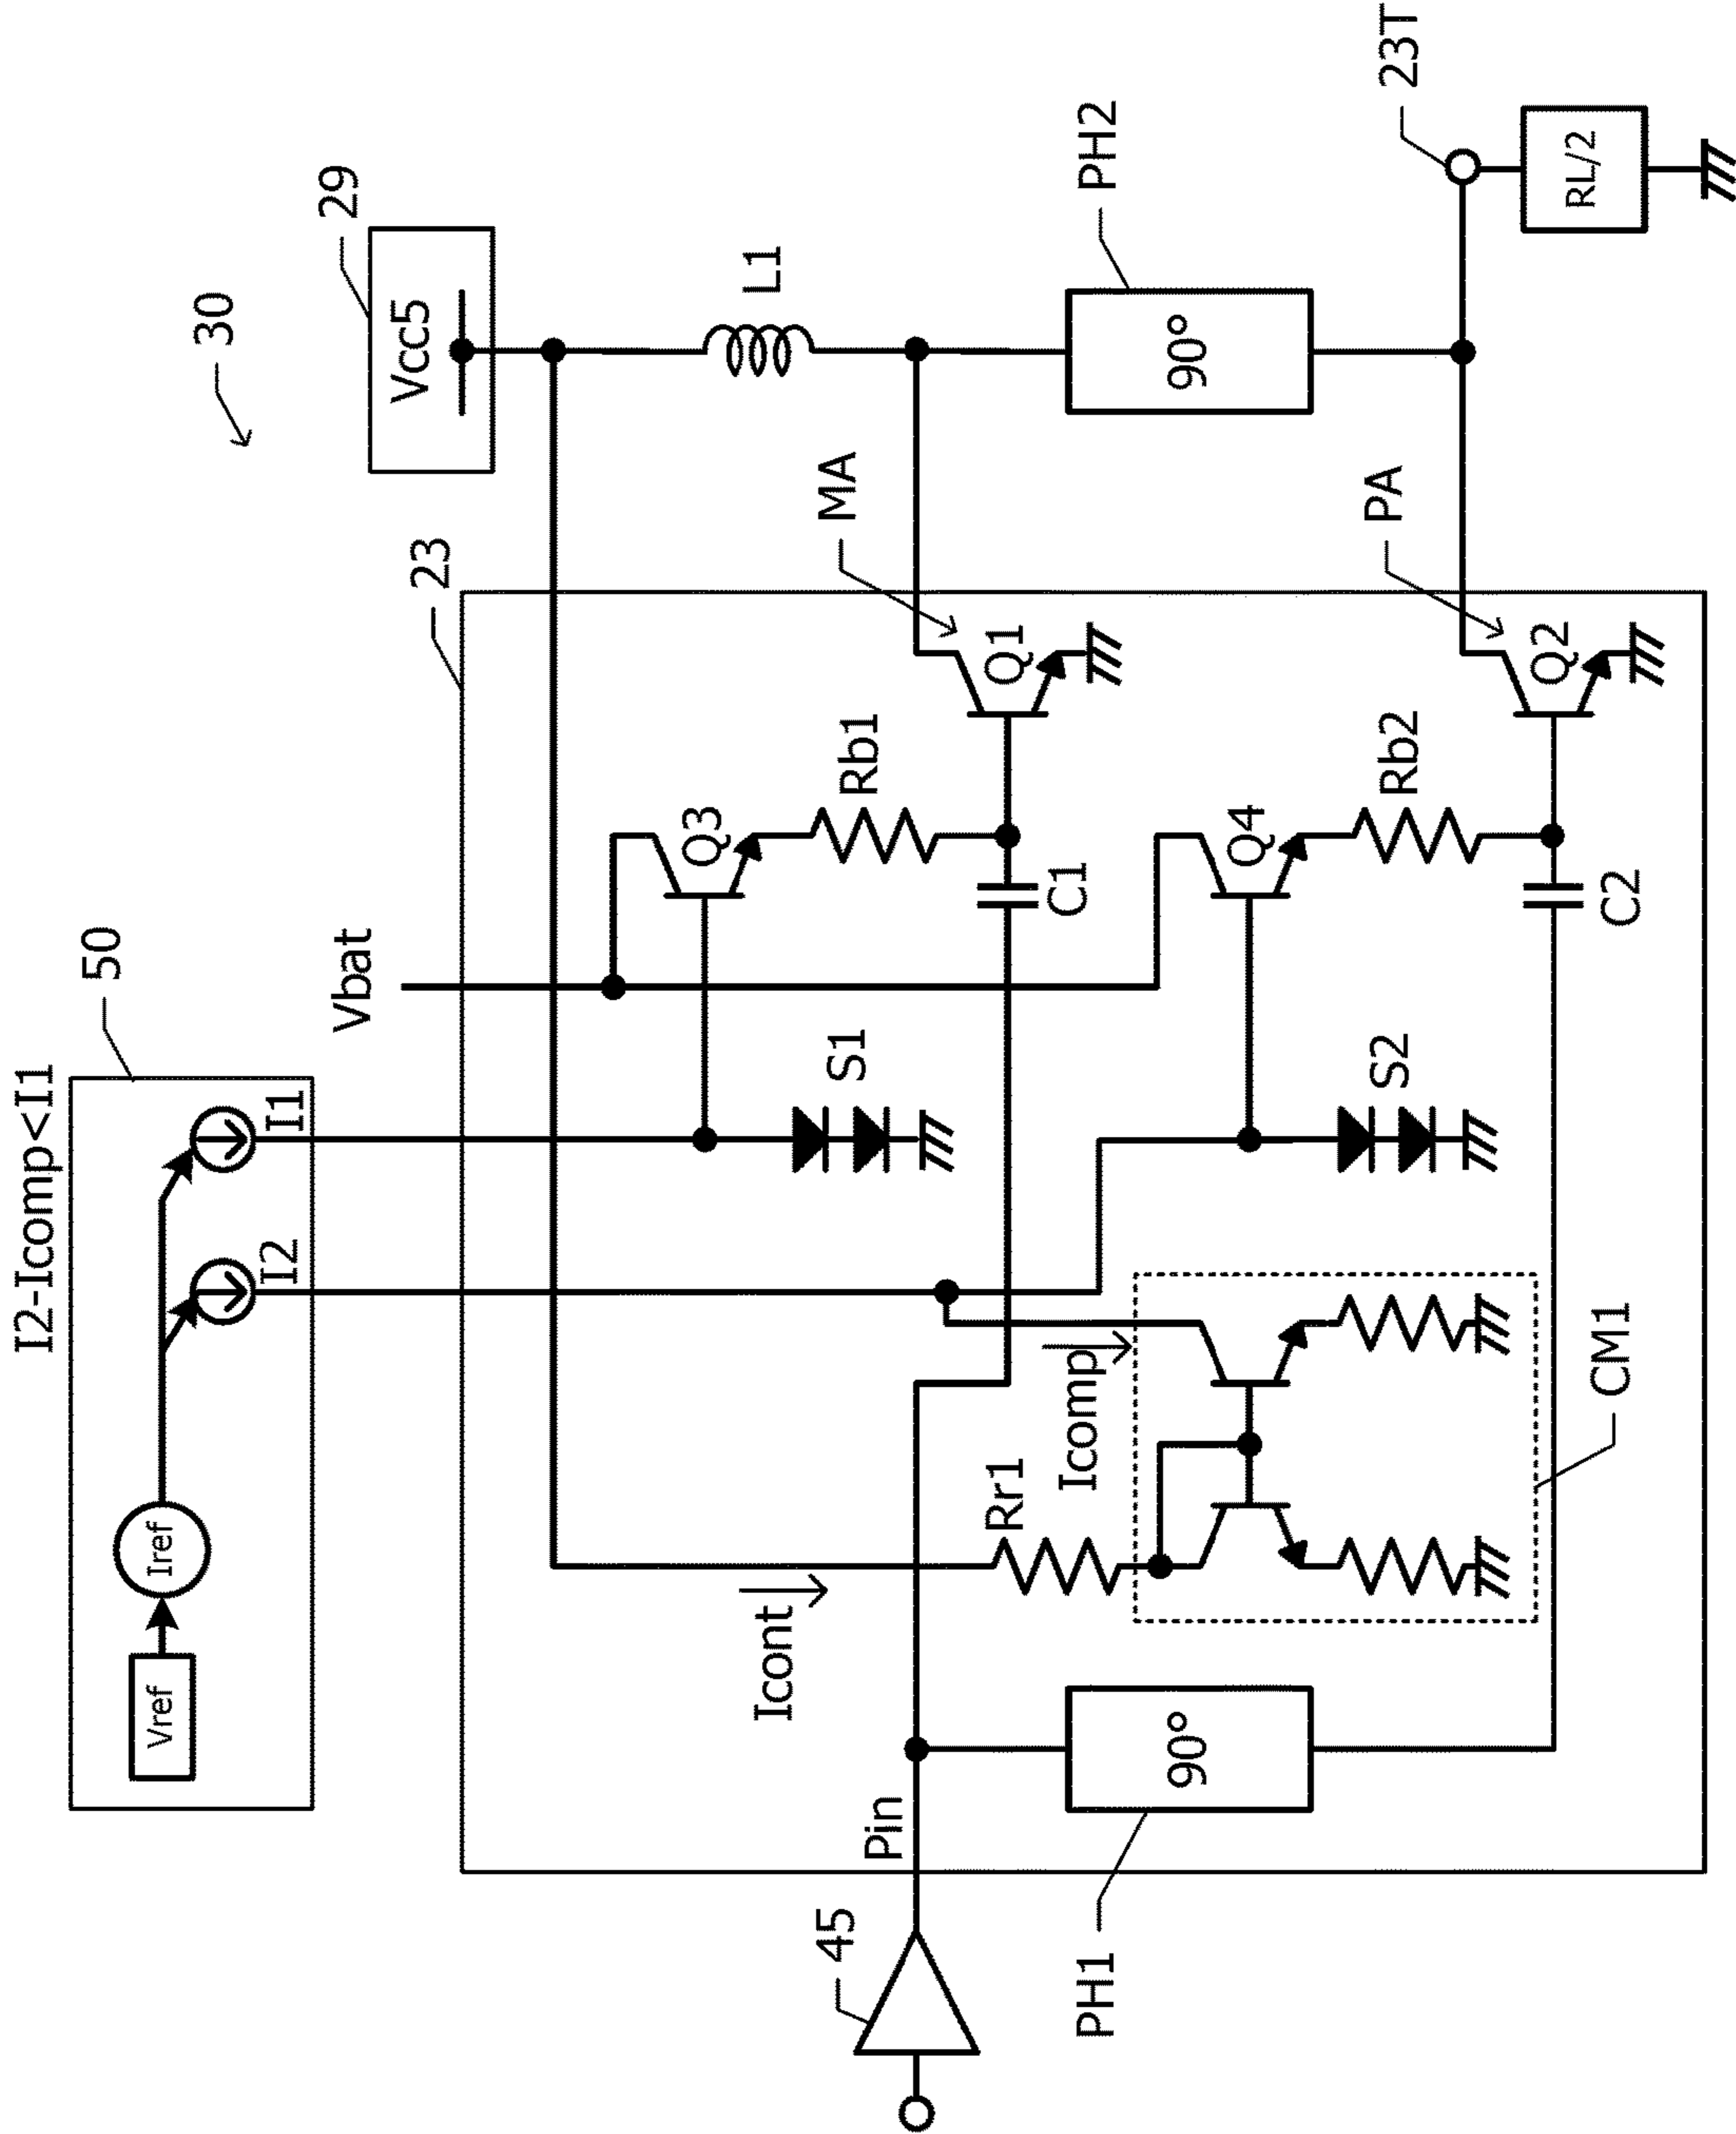 I2-Icomp<I1
50
Vref
Iref
I2
I1
30
29
Vcc5
Vbat
23
L1
Icont
Rr1
Icomp
CM1
S1
Q3
Rb1
C1
Q1
MA
S2
Q4
Rb2
C2
Q2
PA
45
Pin
90°
PH1
90°
PH2
23T
RL/2